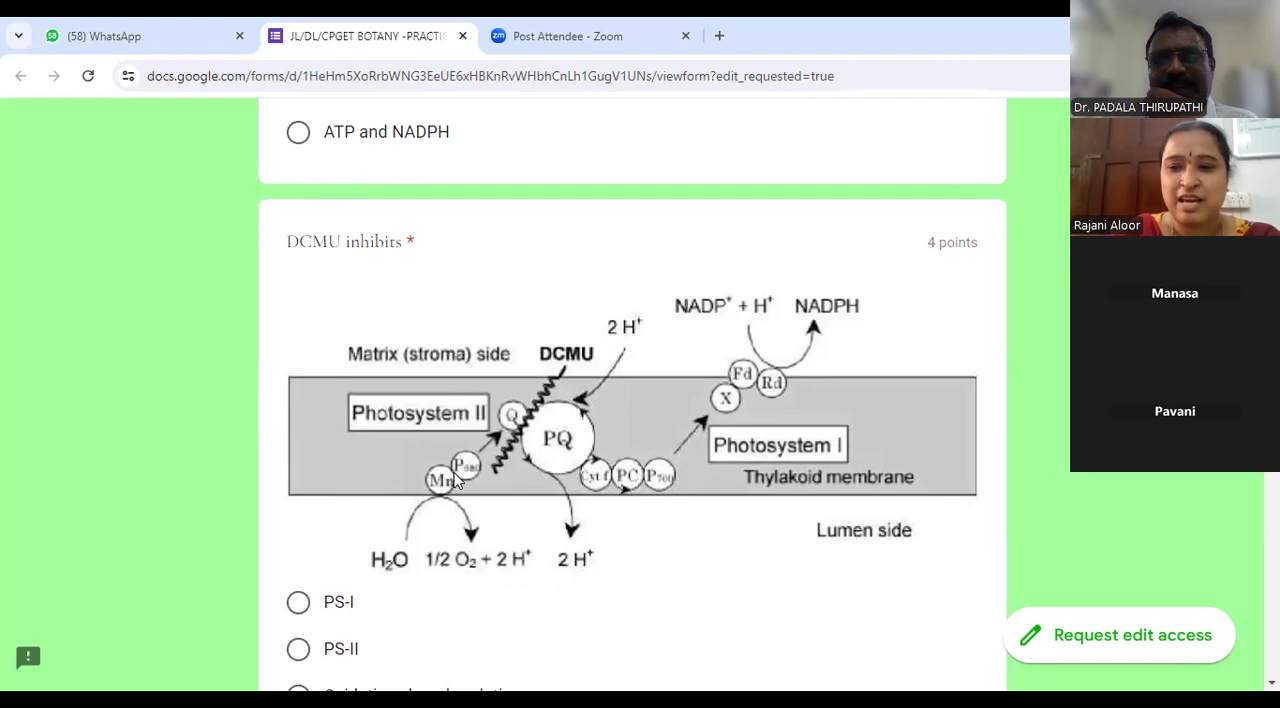 (58) WhatsApp
JL/DL/CPGET BOTANY -PRACTIC
Post Attendee - Zoom
docs.google.com/forms/d/1HeHm5XoRrbWNG3EeUE6xHBKnRvWHbhCnLh1GugV1UNs/viewform?edit_requested=true
Dr. PADALA THIRUPATHI
Rajani Aloor
Manasa
Pavani
ATP and NADPH
DCMU inhibits *
4 points
NADP⁺ + H⁺ NADPH
2 H⁺
Matrix (stroma) side DCMU
Fd
Rd
X
Photosystem II
Q
PQ
Photosystem I
P680
Mn
Cyt f
PC
P700
Thylakoid membrane
Lumen side
H₂O 1/2 O₂ + 2 H⁺ 2 H⁺
PS-I
PS-II
Request edit access